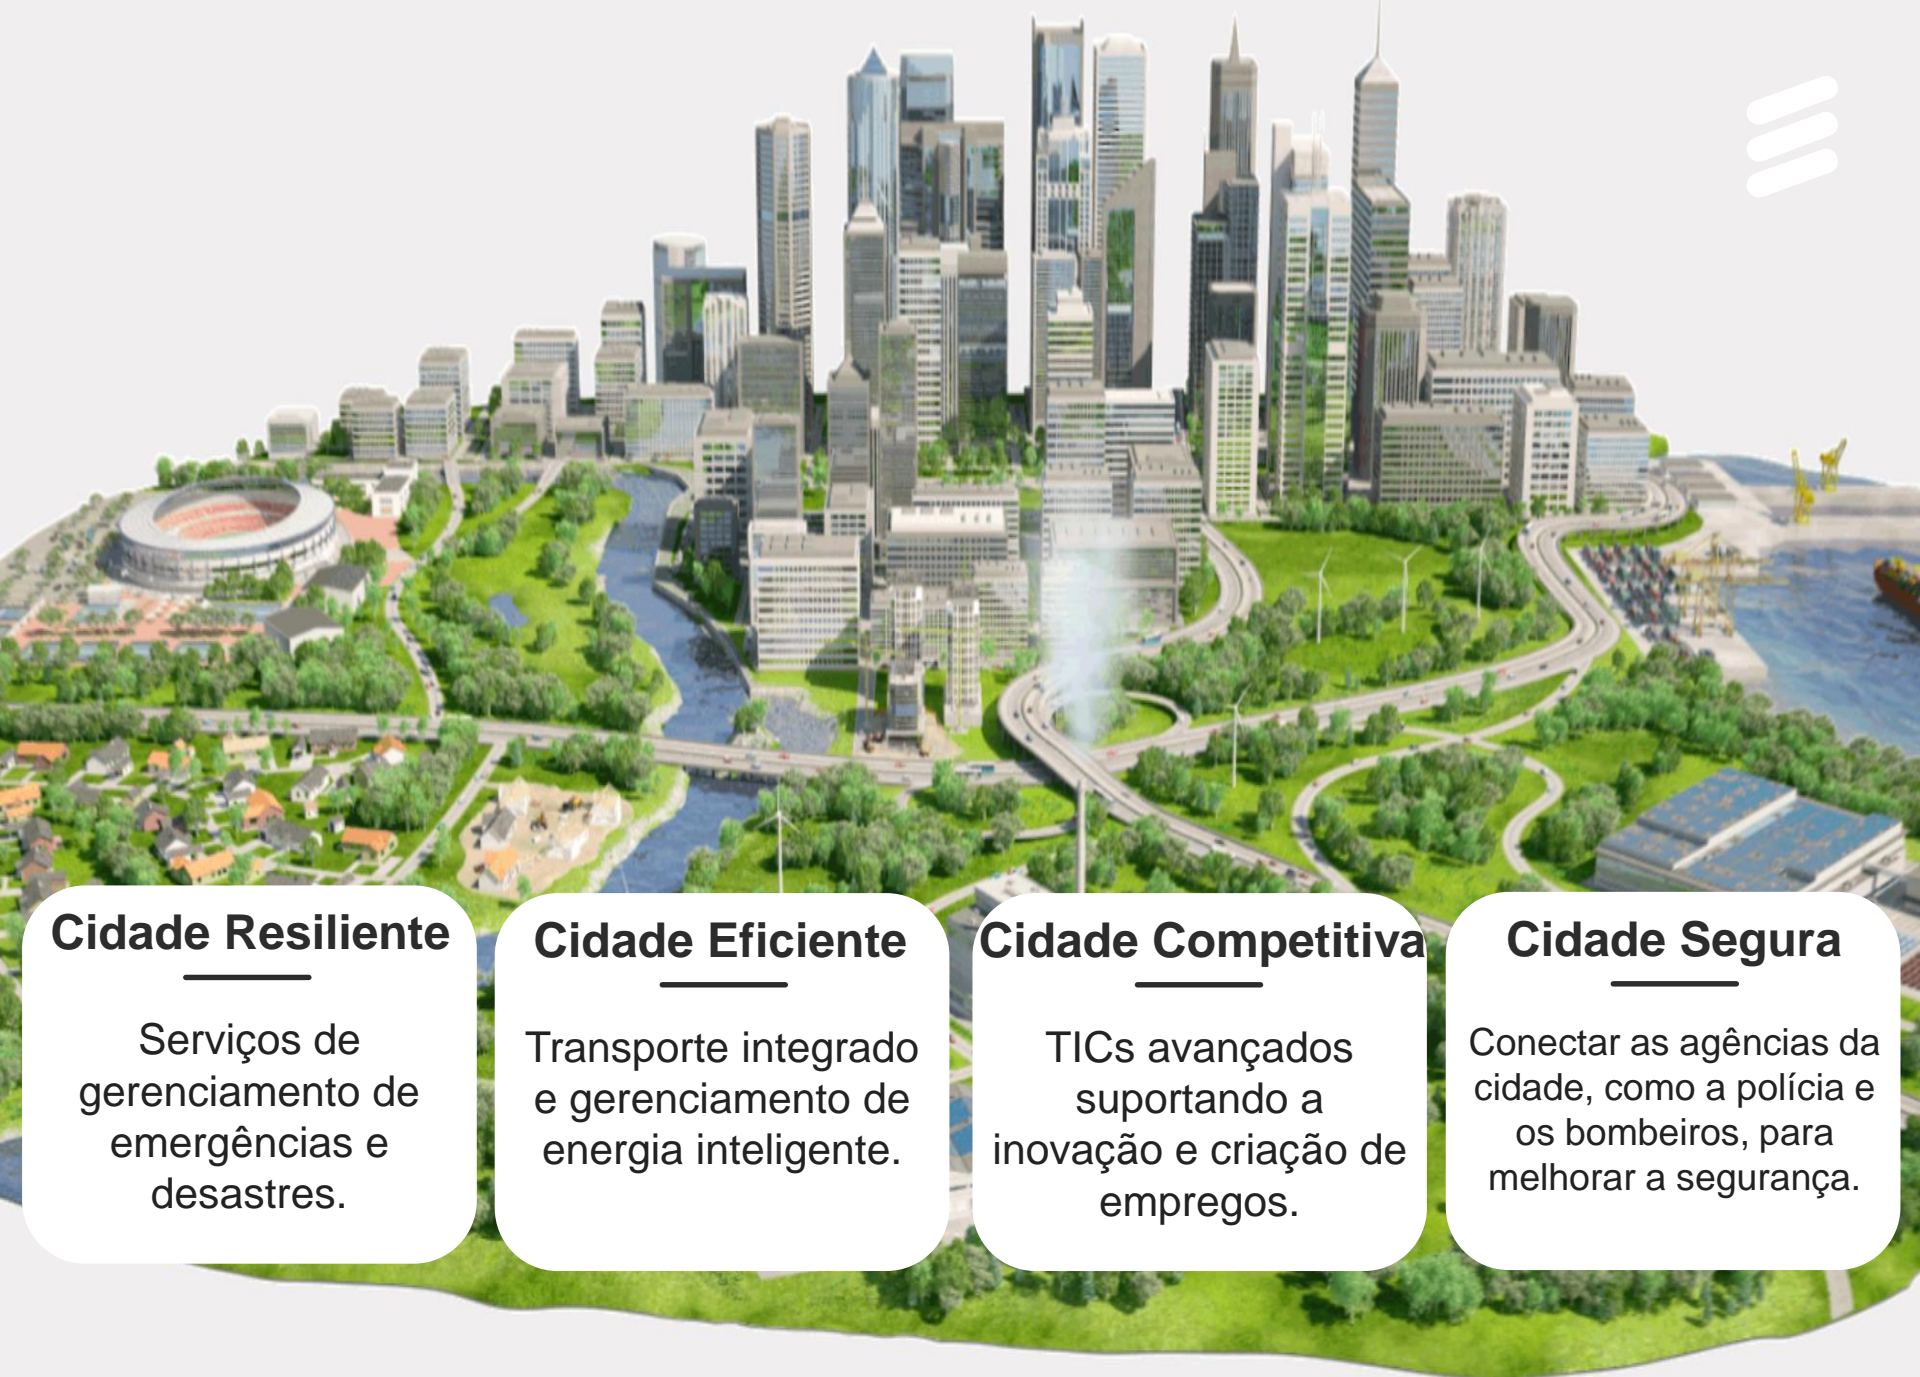 Cidade Resiliente
Serviços de
gerenciamento de
emergências e
desastres.
Cidade Eficiente
Transporte integrado
e gerenciamento de
energia inteligente.
Cidade Competitiva
TICs avançados
suportando a
inovação e criação de
empregos.
Cidade Segura
Conectar as agências da
cidade, como a polícia e
os bombeiros, para
melhorar a segurança.